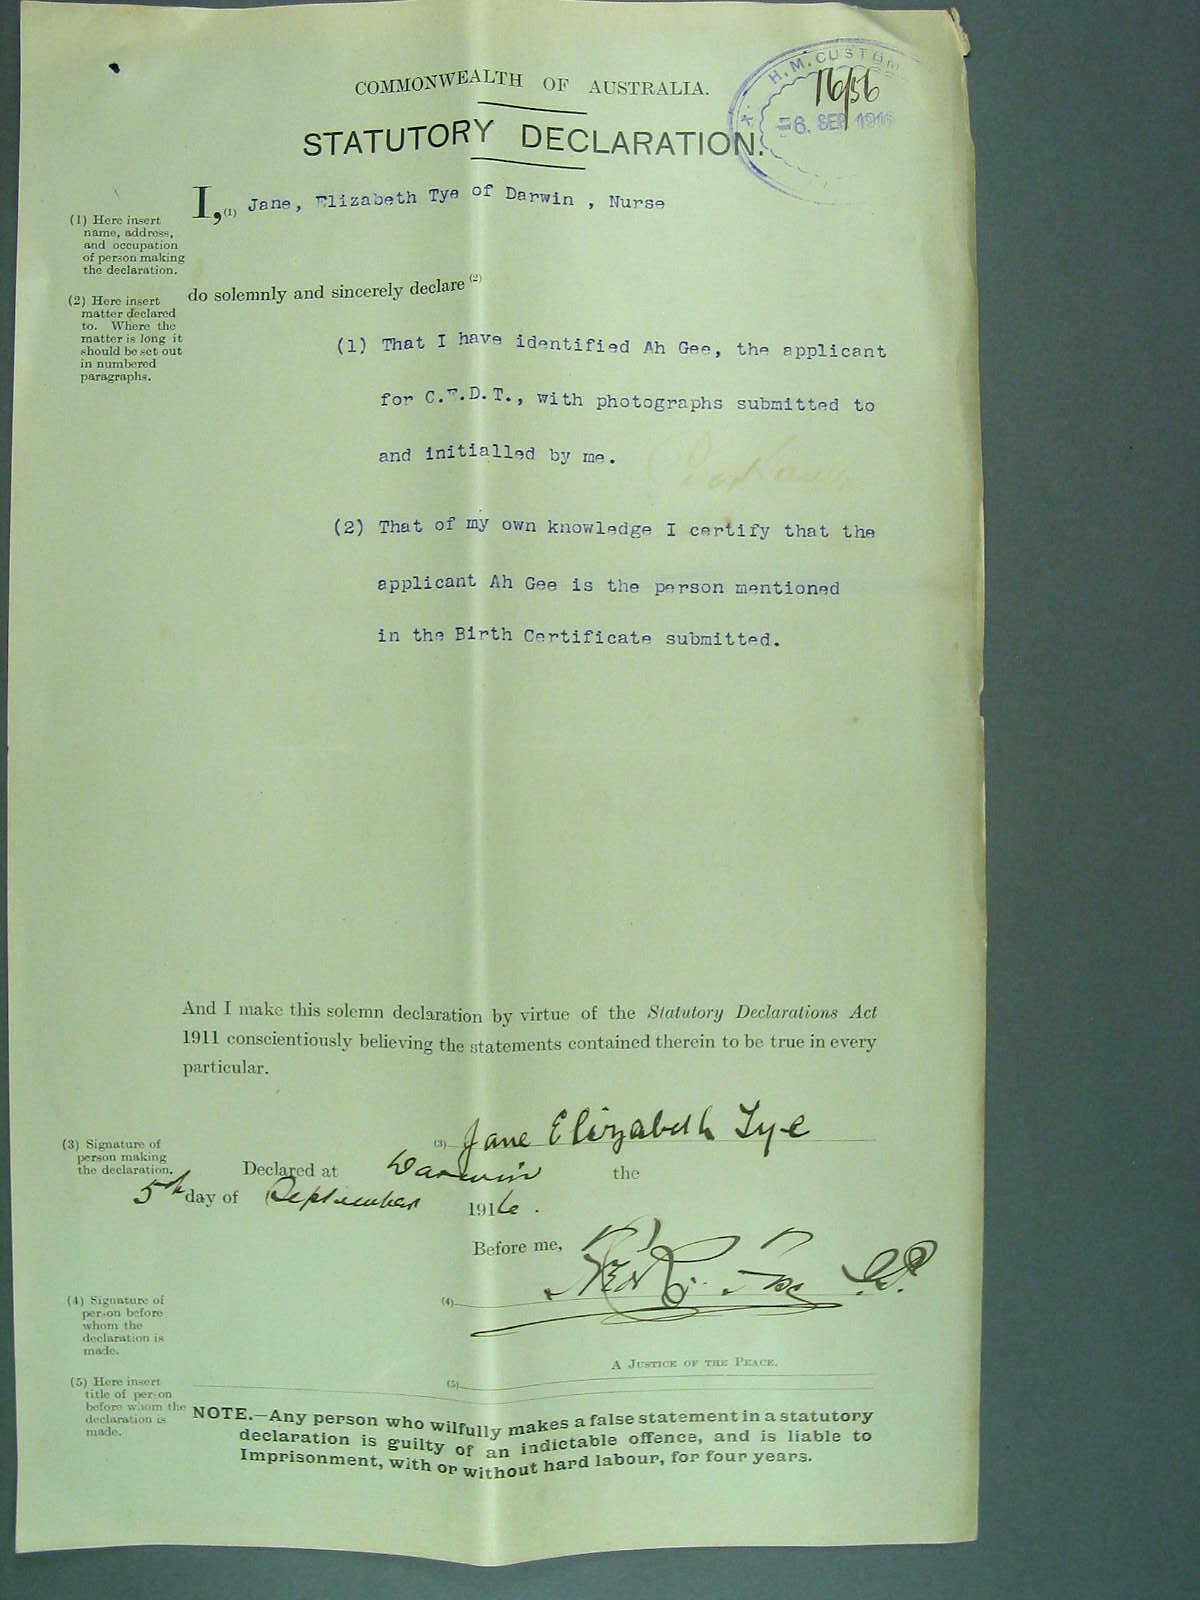 COMMONWEALTH OF AUSTRALIA.
H. M. CUSTOM
16/56
6. SEP 1916
STATUTORY DECLARATION.
I, (1) Jane, Elizabeth Tye of Darwin , Nurse
(1) Here insert
name, address,
and occupation
of person making
the declaration.
do solemnly and sincerely declare (2)
(2) Here insert
matter declared
to. Where the
matter is long it
should be set out
in numbered
paragraphs.
(1) That I have identified Ah Gee, the applicant
for C.E.D.T., with photographs submitted to
and initialled by me.
(2) That of my own knowledge I certify that the
applicant Ah Gee is the person mentioned
in the Birth Certificate submitted.
And I make this solemn declaration by virtue of the Statutory Declarations Act
1911 conscientiously believing the statements contained therein to be true in every
particular.
(3) Jane Elizabeth Tye
(3) Signature of
person making
the declaration.
Declared at Darwin the
5th day of September 1916.
Before me,
(4) J.P.
(4) Signature of
person before
whom the
declaration is
made.
A JUSTICE OF THE PEACE.
(5)
(5) Here insert
title of person
before whom the
declaration is
made.
NOTE.—Any person who wilfully makes a false statement in a statutory
declaration is guilty of an indictable offence, and is liable to
Imprisonment, with or without hard labour, for four years.